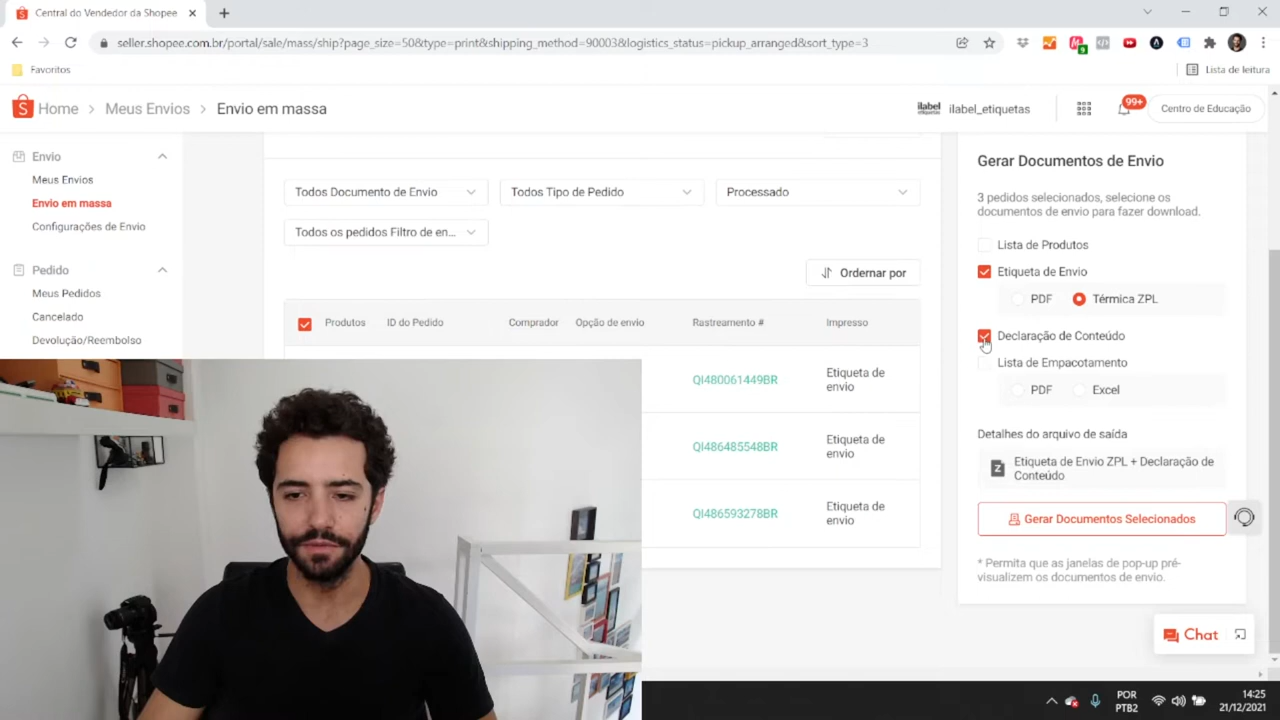 Central do Vendedor da Shopee
seller.shopee.com.br/portal/sale/mass/ship?page_size=50&type=print&shipping_method=90003&logistics_status=pickup_arranged&sort_type=3
9
Favoritos
Lista de leitura
Home > Meus Envios > Envio em massa
ilabel etiquetas
ilabel_etiquetas
99+
Centro de Educação
Envio
Meus Envios
Envio em massa
Configurações de Envio
Pedido
Meus Pedidos
Cancelado
Devolução/Reembolso
Todos Documento de Envio
Todos Tipo de Pedido
Processado
Todos os pedidos Filtro de en...
Ordernar por
Produtos
ID do Pedido
Comprador
Opção de envio
Rastreamento #
Impresso
QI480061449BR
Etiqueta de
envio
QI486485548BR
Etiqueta de
envio
QI486593278BR
Etiqueta de
envio
Gerar Documentos de Envio
3 pedidos selecionados, selecione os
documentos de envio para fazer download.
Lista de Produtos
Etiqueta de Envio
PDF
Térmica ZPL
Declaração de Conteúdo
Lista de Empacotamento
PDF
Excel
Detalhes do arquivo de saída
Z
Etiqueta de Envio ZPL + Declaração de
Conteúdo
Gerar Documentos Selecionados
* Permita que as janelas de pop-up pré-
visualizem os documentos de envio.
Chat
POR
PTB2
14:25
21/12/2021